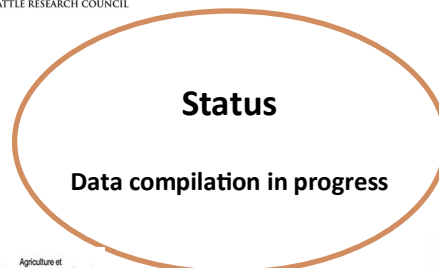 ATTLE RESEARCH COUNCIL
Status
Data compilation in progress
Agriculture et